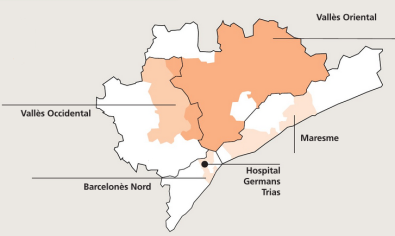 Vallès Oriental
Vallès Occidental
Maresme
Hospital
Germans
Trias
Barcelonès Nord